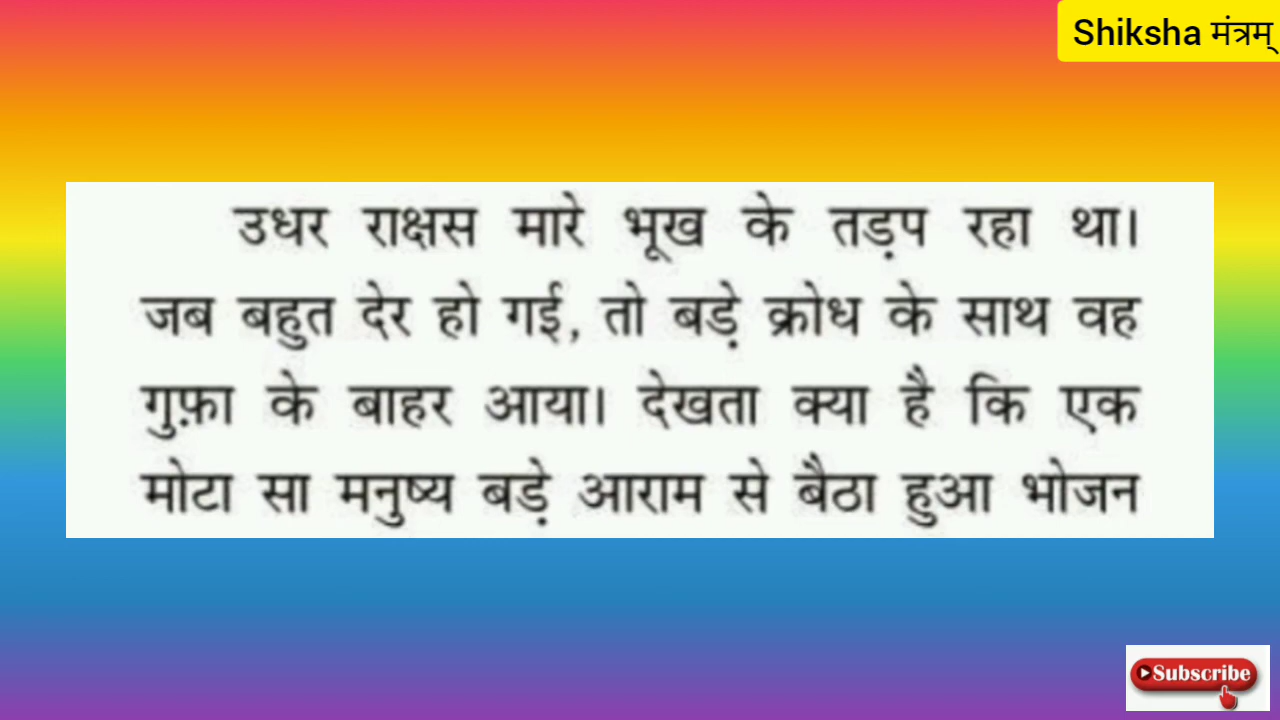 Shiksha मंत्रम्
उधर राक्षस मारे भूख के तड़प रहा था।
जब बहुत देर हो गई, तो बड़े क्रोध के साथ वह
गुफ़ा के बाहर आया। देखता क्या है कि एक
मोटा सा मनुष्य बड़े आराम से बैठा हुआ भोजन
Subscribe